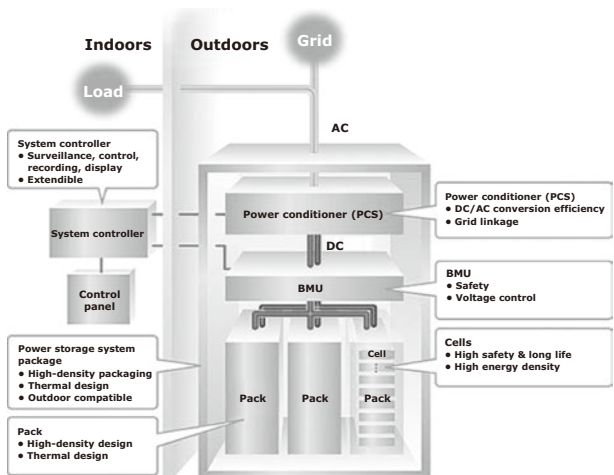 Indoors
Outdoors
Grid
Load
AC
System controller
• Surveillance, control,
recording, display
• Extendible
Power conditioner (PCS)
Power conditioner (PCS)
• DC/AC conversion efficiency
• Grid linkage
System controller
DC
BMU
BMU
• Safety
• Voltage control
Control
panel
Power storage system
package
• High-density packaging
• Thermal design
• Outdoor compatible
Cell
Cells
• High safety & long life
• High energy density
Pack
Pack
Pack
Pack
• High-density design
• Thermal design